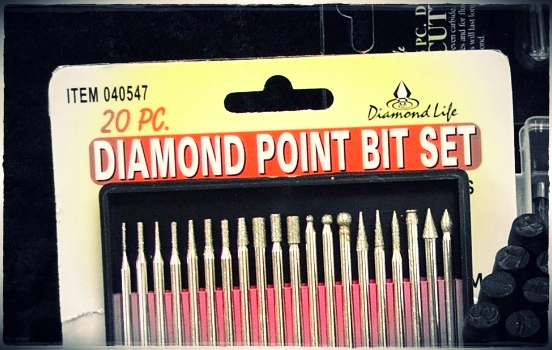 ITEM 040547
20 PC.
Diamond Life
DIAMOND POINT BIT SET